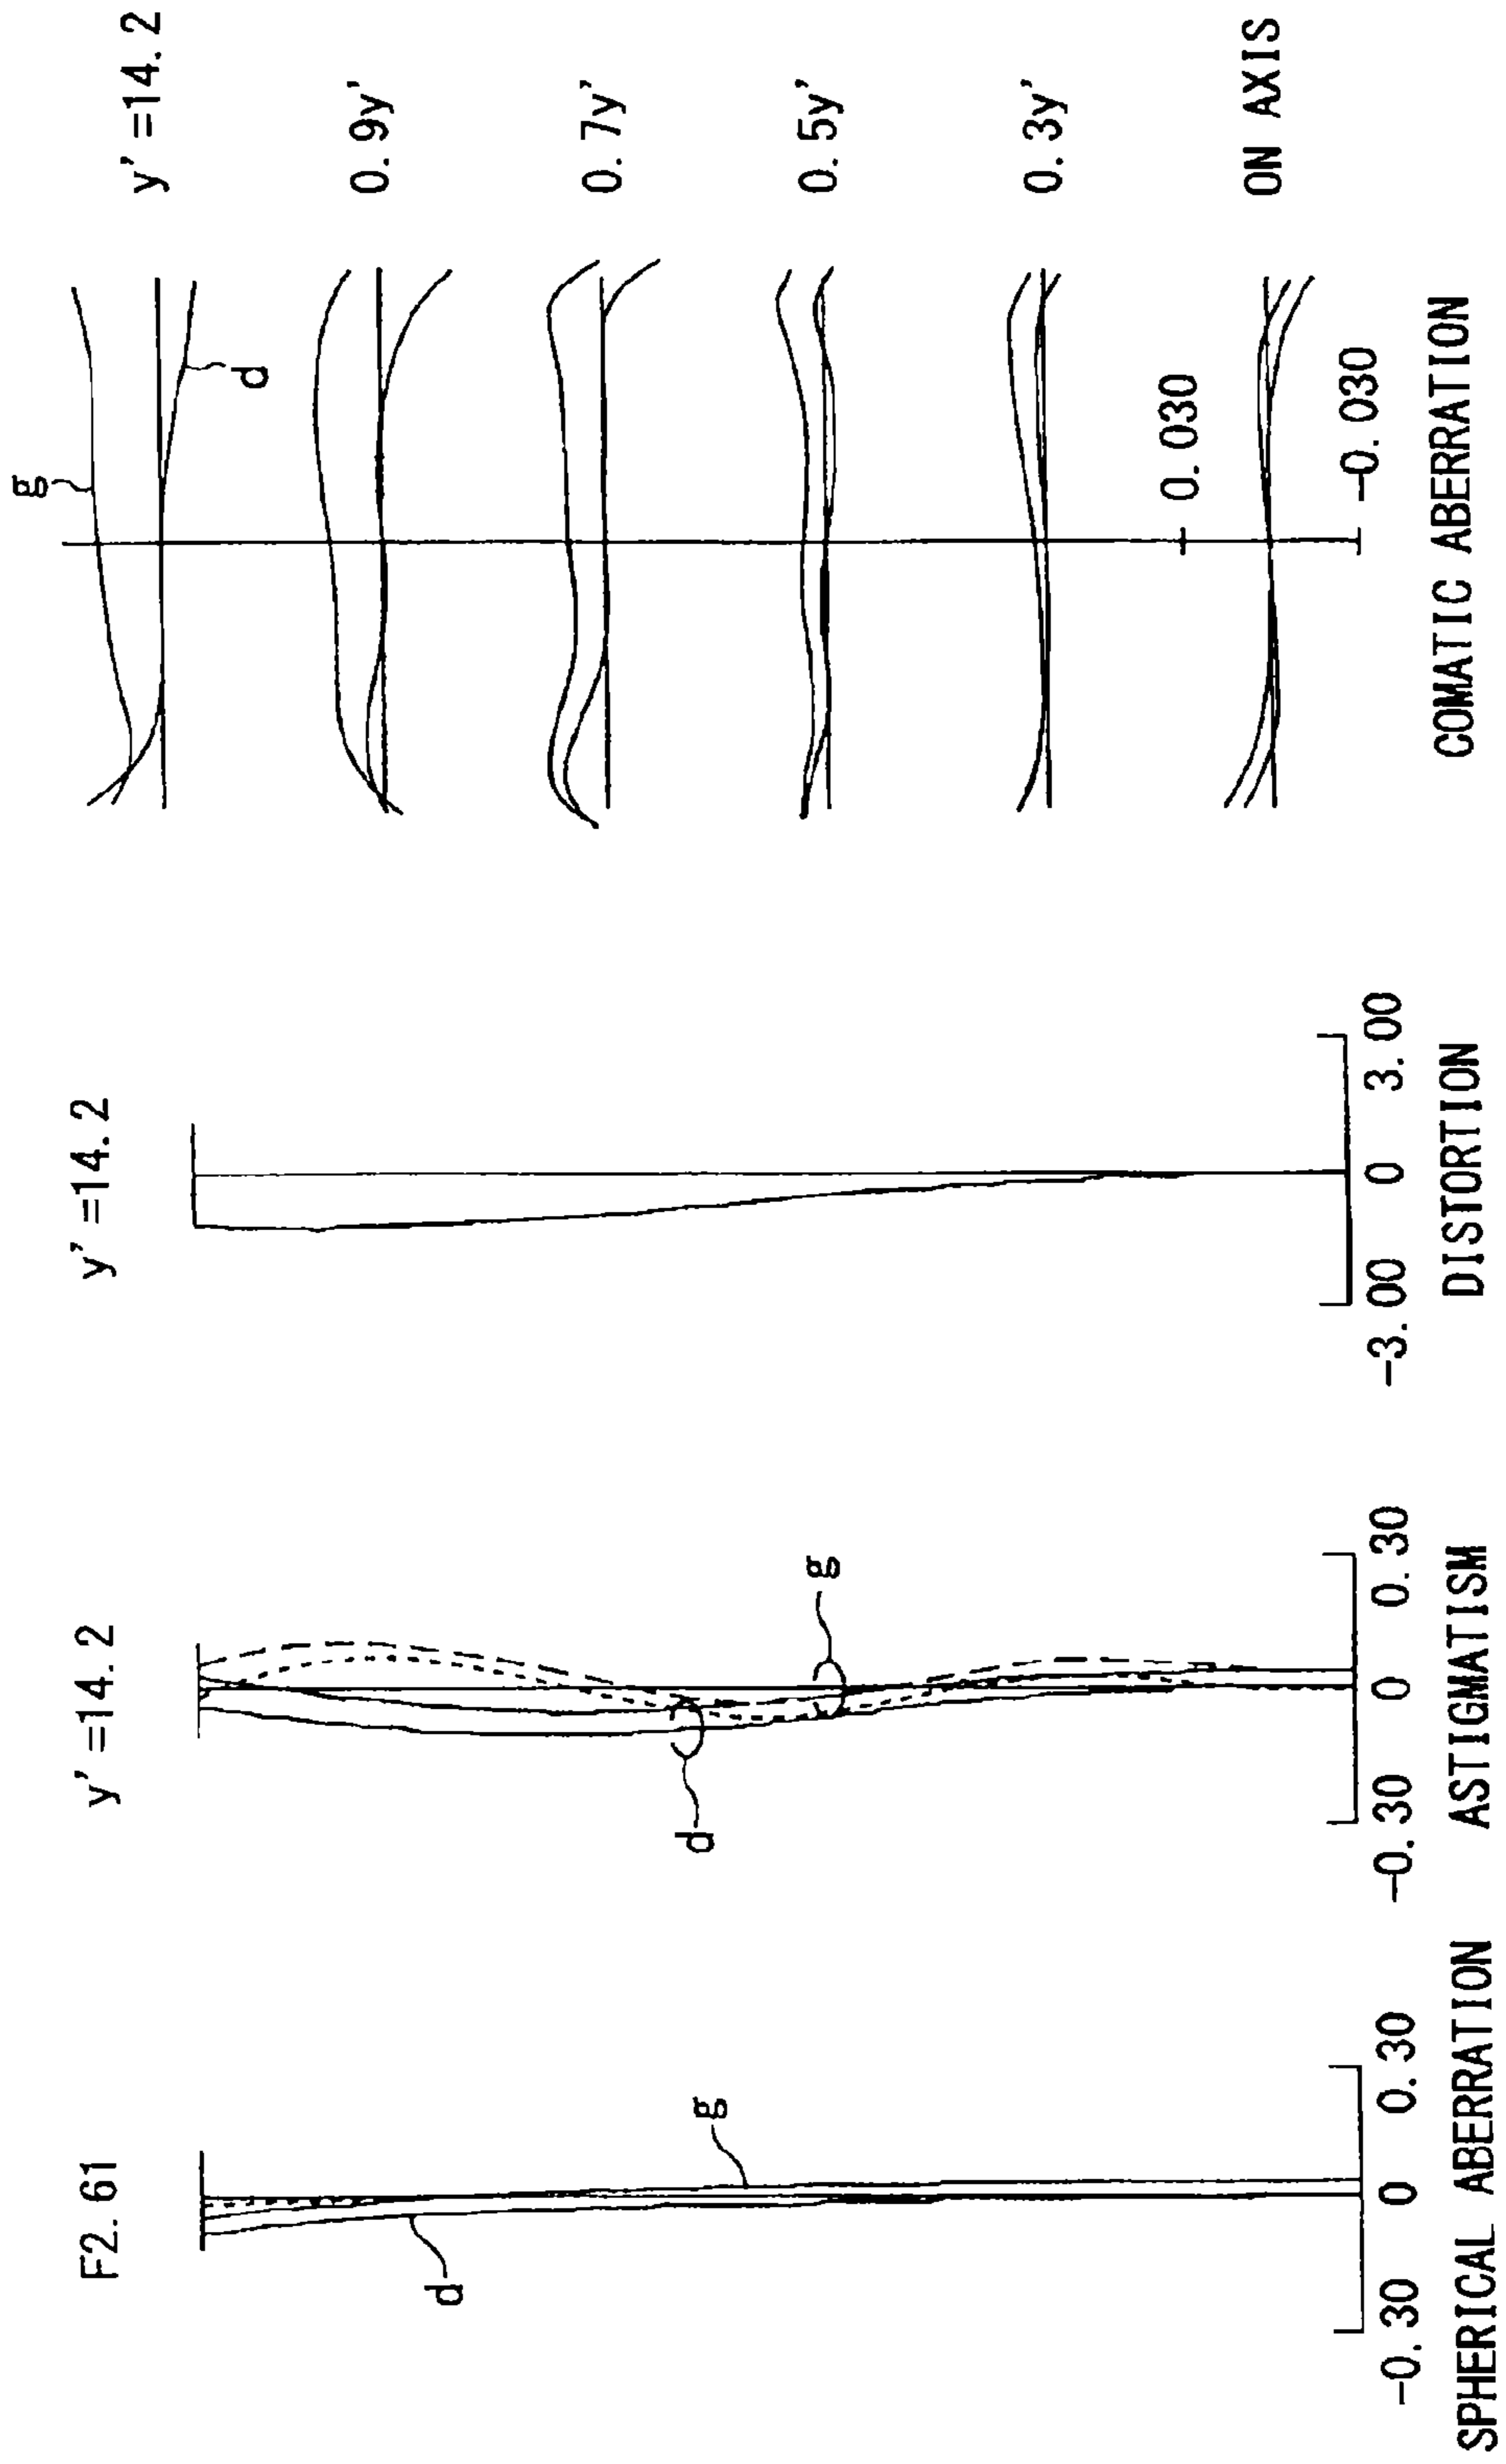 F2.61
d
g
-0.30
0
0.30
SPHERICAL ABERRATION
y'=14.2
d
g
-0.30
0
0.30
ASTIGMATISM
y'=14.2
-3.00
0
3.00
DISTORTION
g
d
y'=14.2
0.9y'
0.7y'
0.5y'
0.3y'
0.030
ON AXIS
-0.030
COMATIC ABERRATION